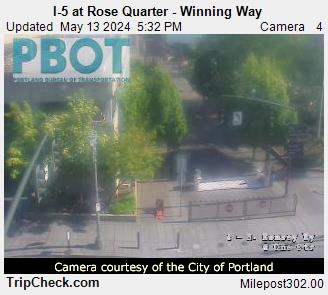 I-5 at Rose Quarter - Winning Way
Updated May 13 2024 5:32 PM Camera 4
PBOT
PORTLAND BUREAU OF TRANSPORTATION
Camera courtesy of the City of Portland
TripCheck.com Milepost302.00